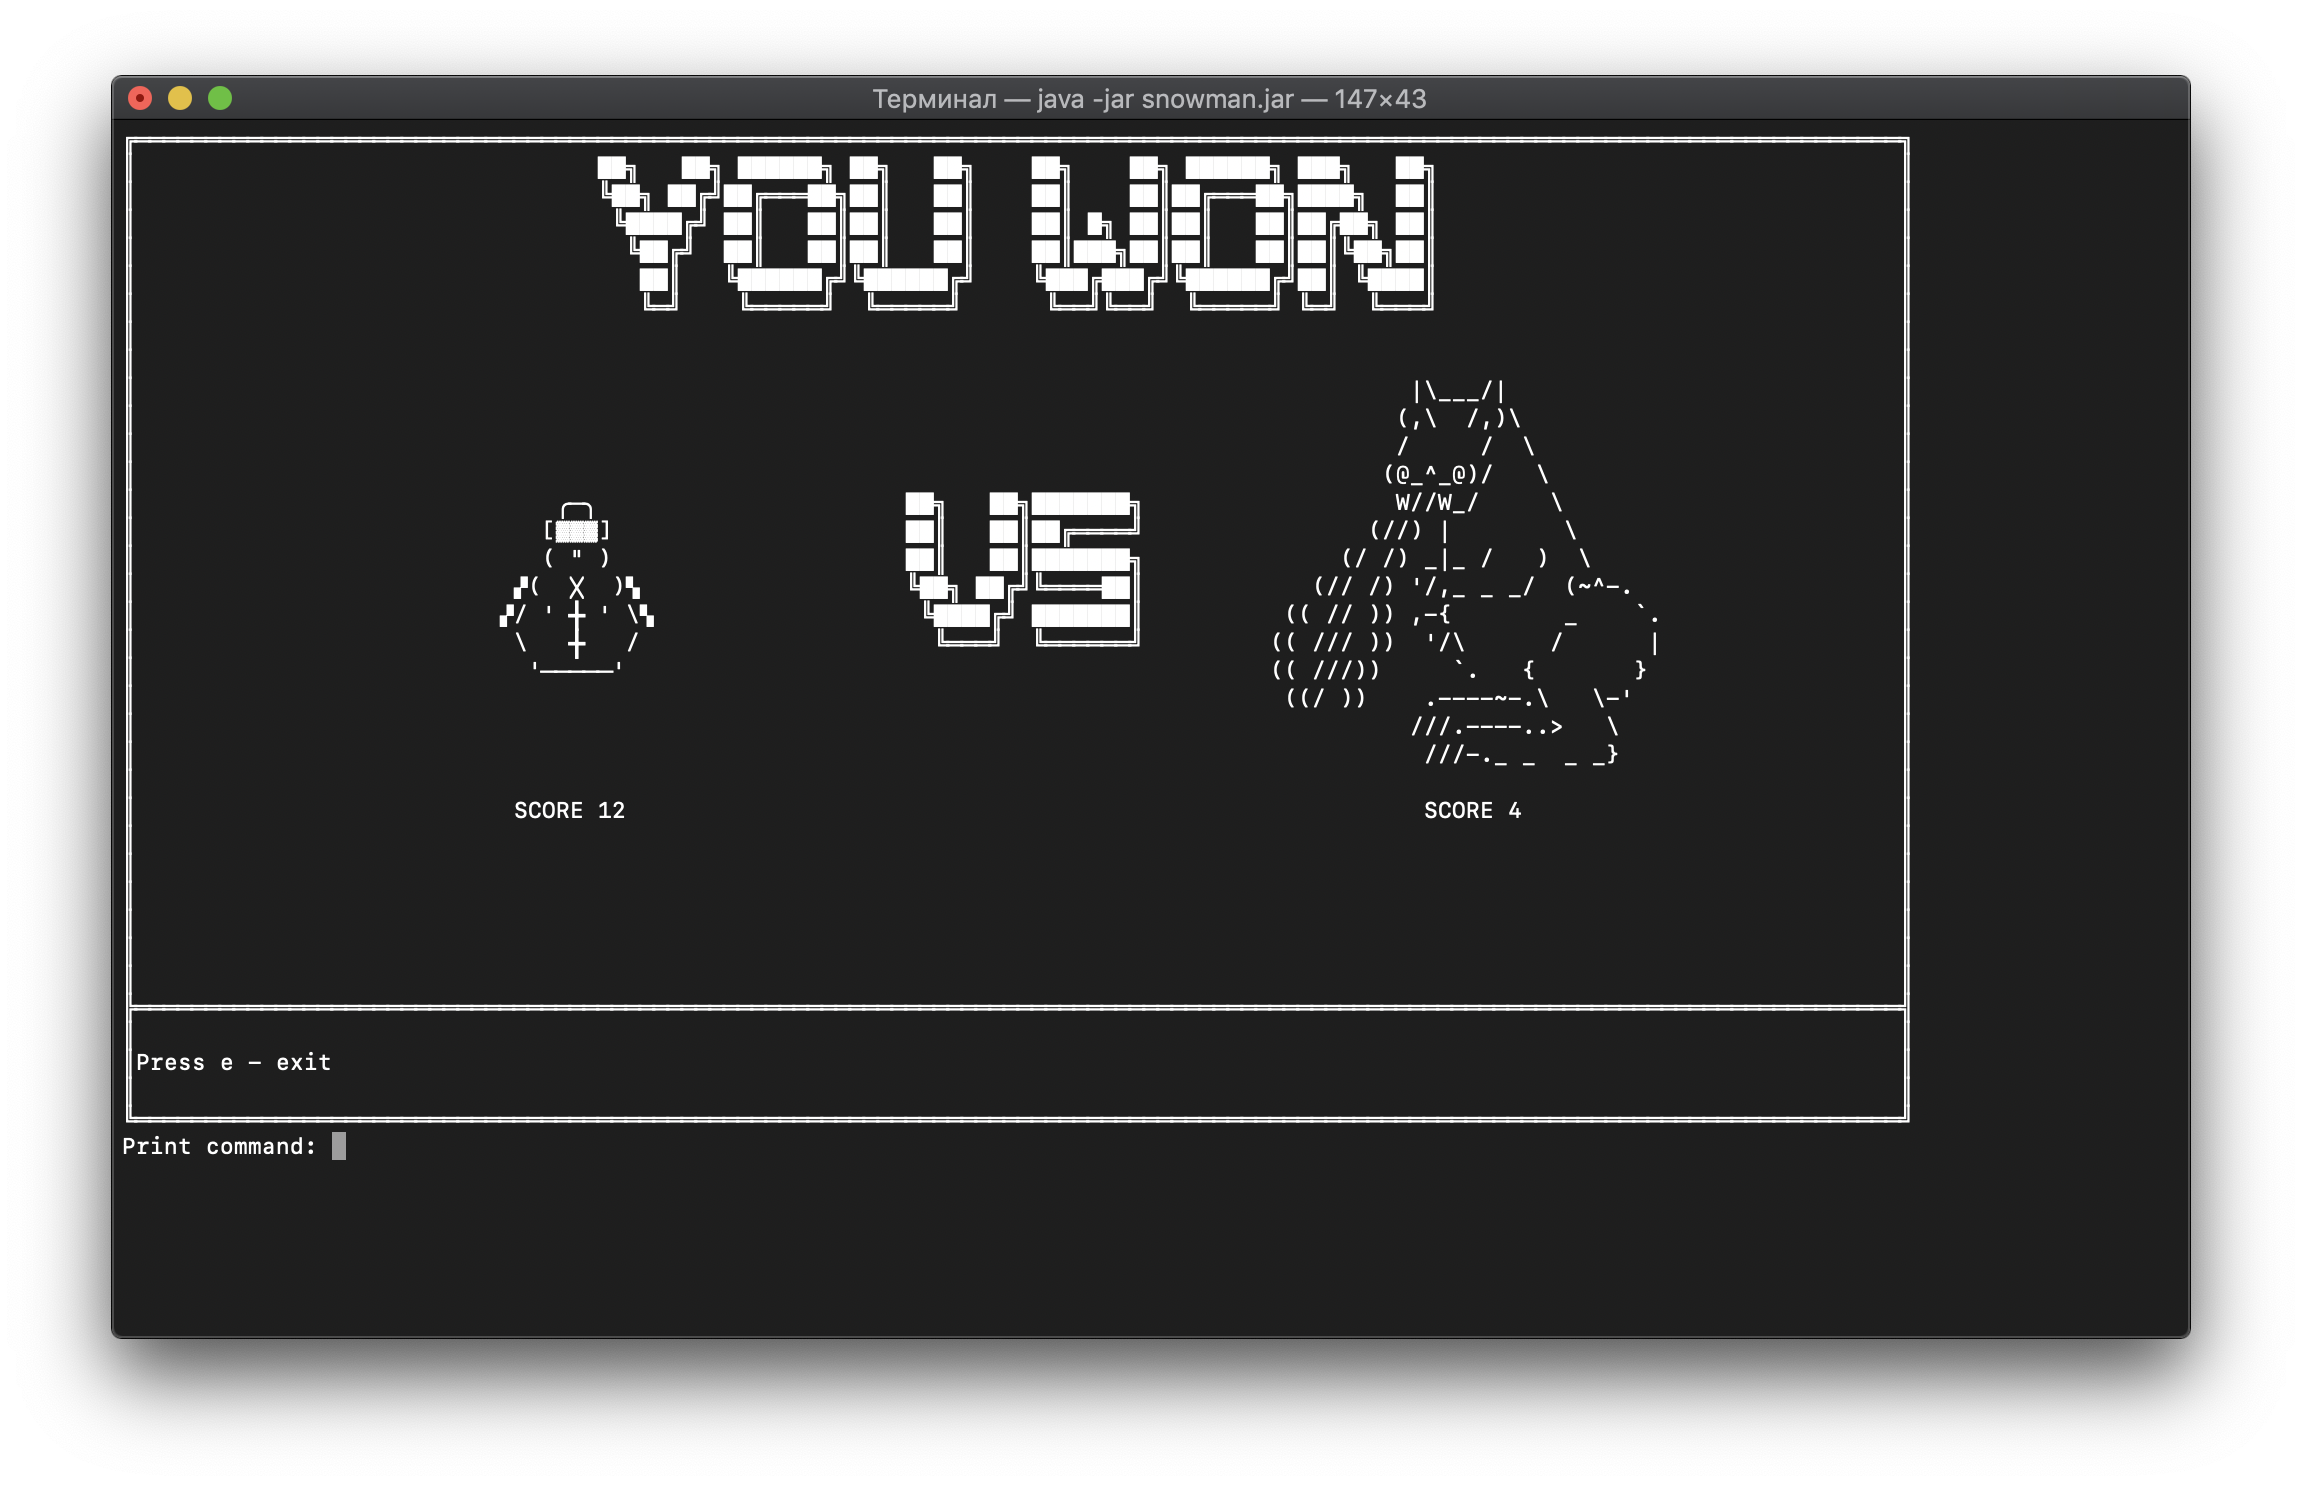 Терминал — java -jar snowman.jar — 147×43
YOU WON
VS
SCORE 12
SCORE 4
Press e - exit
Print command: